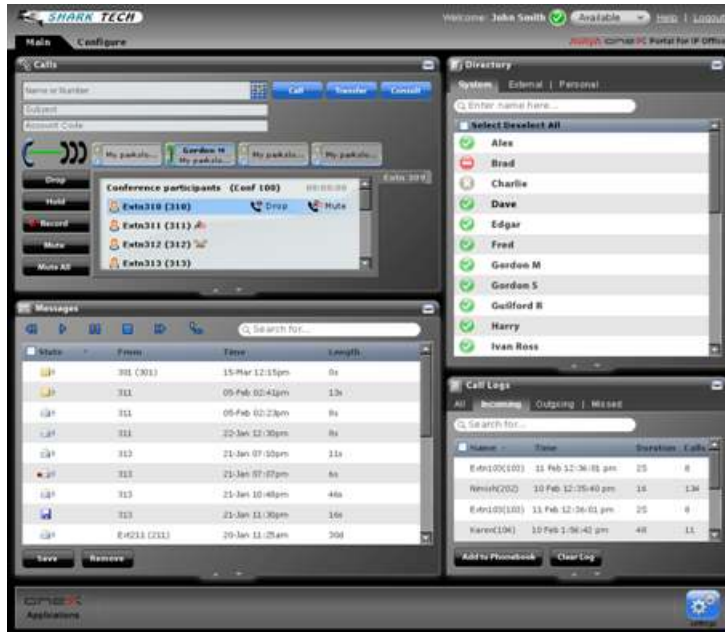 SHARK TECH
Welcome: John Smith Available Help | Logout
Main Configure
Portal for IP Office
Calls
Name or Number Call Transfer Consult
Subject
Account Code
My parkslo... Gordon M My parkslo... My parkslo... My parkslo...
Extn 309
Drop
Hold
Record
Mute
Mute All
Conference participants (Conf 100) 00:00:00
Extn310 (310) Drop Mute
Extn311 (311)
Extn312 (312)
Extn313 (313)
Messages
Search for...
State From Time Length
301 (301) 15-Mar 12:15pm 0s
311 05-Feb 02:41pm 13s
311 05-Feb 02:23pm 8s
311 22-Jan 12:30pm 8s
313 21-Jan 07:10pm 11s
313 21-Jan 07:07pm 6s
313 21-Jan 10:48pm 46s
313 21-Jan 11:30pm 16s
Ext211 (211) 20-Jan 11:25am 30d
Save Remove
Directory
System External | Personal
Enter name here...
Select Deselect All
Alex
Brad
Charlie
Dave
Edgar
Fred
Gordon M
Gordon S
Guilford R
Harry
Ivan Ross
Call Logs
All Incoming Outgoing | Missed
Search for...
Name Time Duration Calls
Extn103(103) 11 Feb 12:36:01 pm 25 8
Nimish(202) 10 Feb 12:35:40 pm 16 134
Extn103(103) 11 Feb 12:36:01 pm 25 8
Karen(104) 10 Feb 1:56:42 pm 48 11
Add to Phonebook Clear Log
one-X
Applications
settings